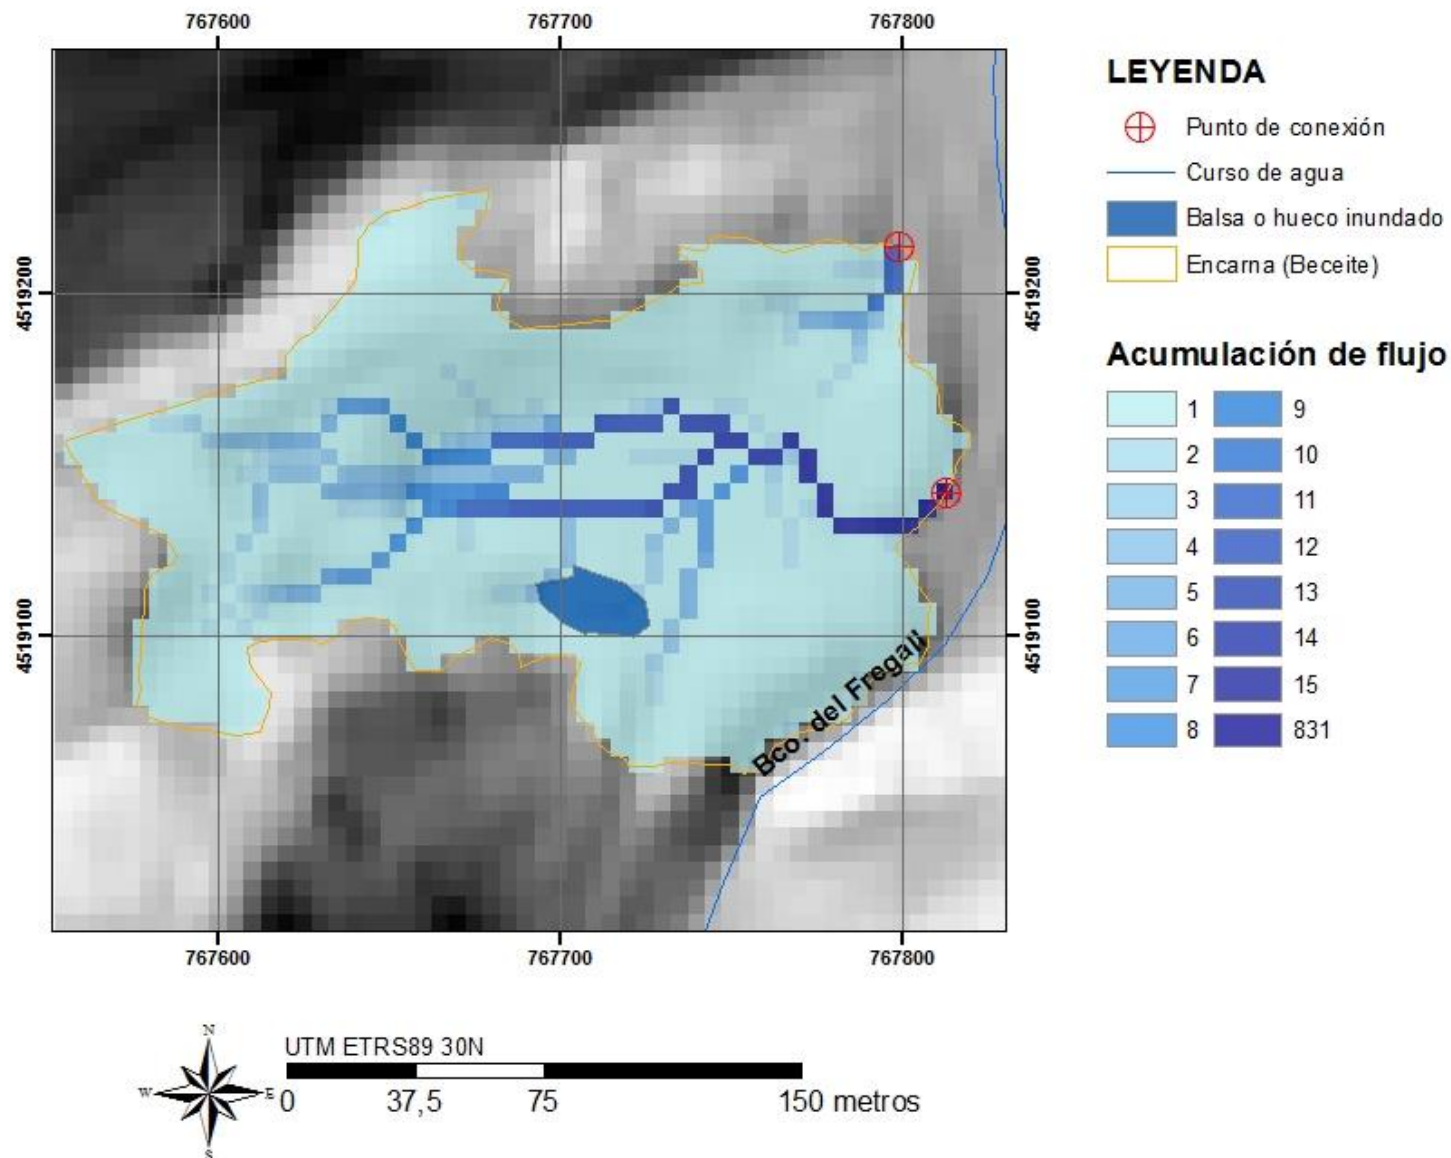 767600
767700
767800
4519200
4519200
4519100
4519100
Bco. del Fregall
767600
767700
767800
LEYENDA
Punto de conexión
Curso de agua
Balsa o hueco inundado
Encarna (Beceite)
Acumulación de flujo
1 9
2 10
3 11
4 12
5 13
6 14
7 15
8 831
N
W
E
S
UTM ETRS89 30N
0 37,5 75 150 metros